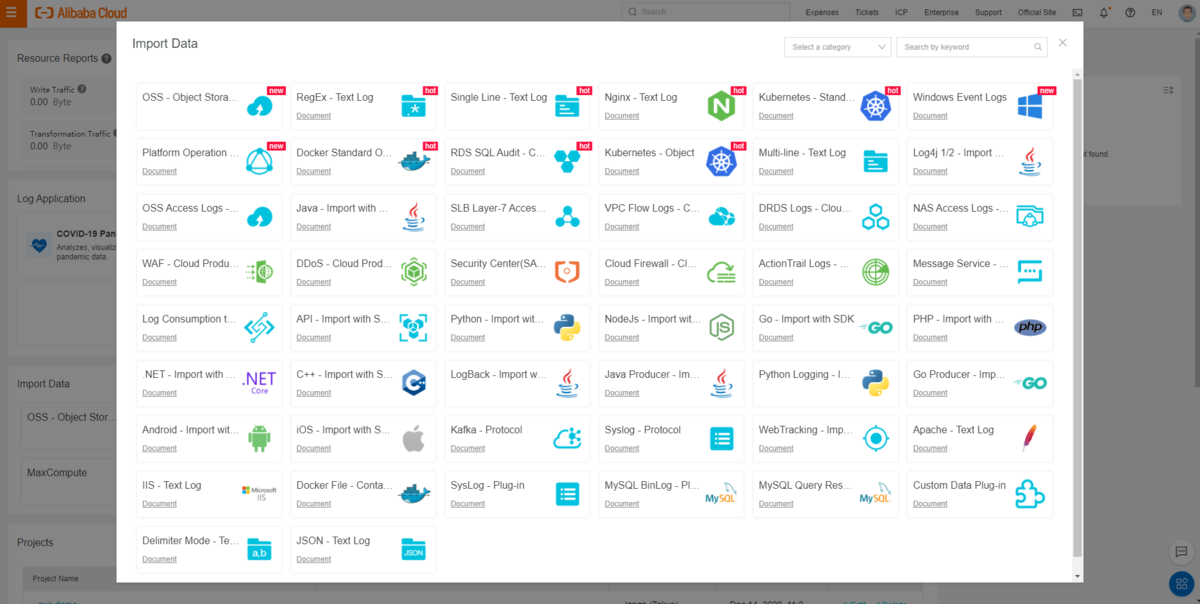 Alibaba Cloud
Search
Expenses
Tickets
ICP
Enterprise
Support
Official Site
EN
Resource Reports
Write Traffic
0.00 Byte
Transformation Traffic
0.00 Byte
Log Application
COVID-19 Pan
Analyzes, visualiz
pandemic data.
Import Data
OSS - Object Stor...
MaxCompute
Projects
Project Name
t found.
Import Data
Select a category
Search by keyword
OSS - Object Stora...
new
RegEx - Text Log
Document
hot
Single Line - Text Log
hot
Nginx - Text Log
Document
hot
Kubernetes - Stand...
Document
hot
Windows Event Logs
Document
new
Platform Operation ...
Document
new
Docker Standard O...
Document
hot
RDS SQL Audit - C...
Document
hot
Kubernetes - Object
Document
hot
Multi-line - Text Log
Document
Log4j 1/2 - Import ...
Document
OSS Access Logs -...
Document
Java - Import with ...
Document
SLB Layer-7 Acces...
Document
VPC Flow Logs - C...
Document
DRDS Logs - Clou...
Document
NAS Access Logs -...
Document
WAF - Cloud Produ...
Document
DDoS - Cloud Prod...
Document
Security Center(SA...
Document
Cloud Firewall - Cl...
Document
ActionTrail Logs - ...
Document
Message Service - ...
Document
Log Consumption t...
Document
API - Import with S...
Document
Python - Import wit...
Document
NodeJs - Import wit...
Document
JS
Go - Import with SDK
Document
GO
PHP - Import with ...
Document
php
.NET - Import with ...
Document
.NET
Core
C++ - Import with S...
Document
LogBack - Import w...
Document
Java Producer - Im...
Document
Python Logging - I...
Document
Go Producer - Imp...
Document
GO
Android - Import wit...
Document
iOS - Import with S...
Document
Kafka - Protocol
Document
Syslog - Protocol
Document
WebTracking - Imp...
Document
Apache - Text Log
Document
IIS - Text Log
Document
Microsoft
IIS
Docker File - Conta...
Document
SysLog - Plug-in
Document
MySQL BinLog - Pl...
Document
MySQL
MySQL Query Res...
Document
MySQL
Custom Data Plug-in
Document
Delimiter Mode - Te...
Document
a,b
JSON - Text Log
Document
JSON